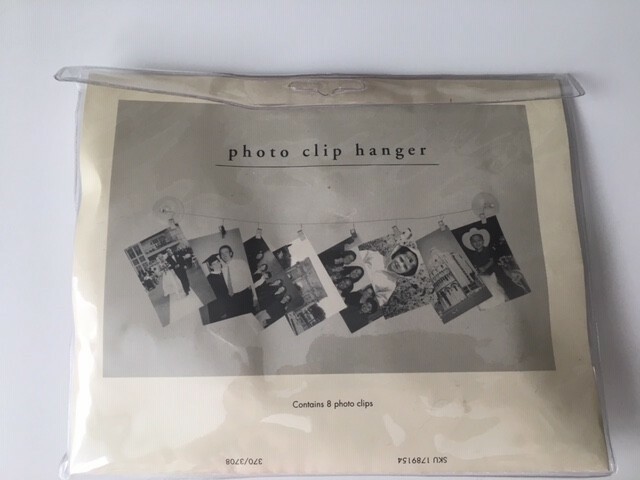 photo clip hanger
Contains 8 photo clips
370/3708
SKU 1789154